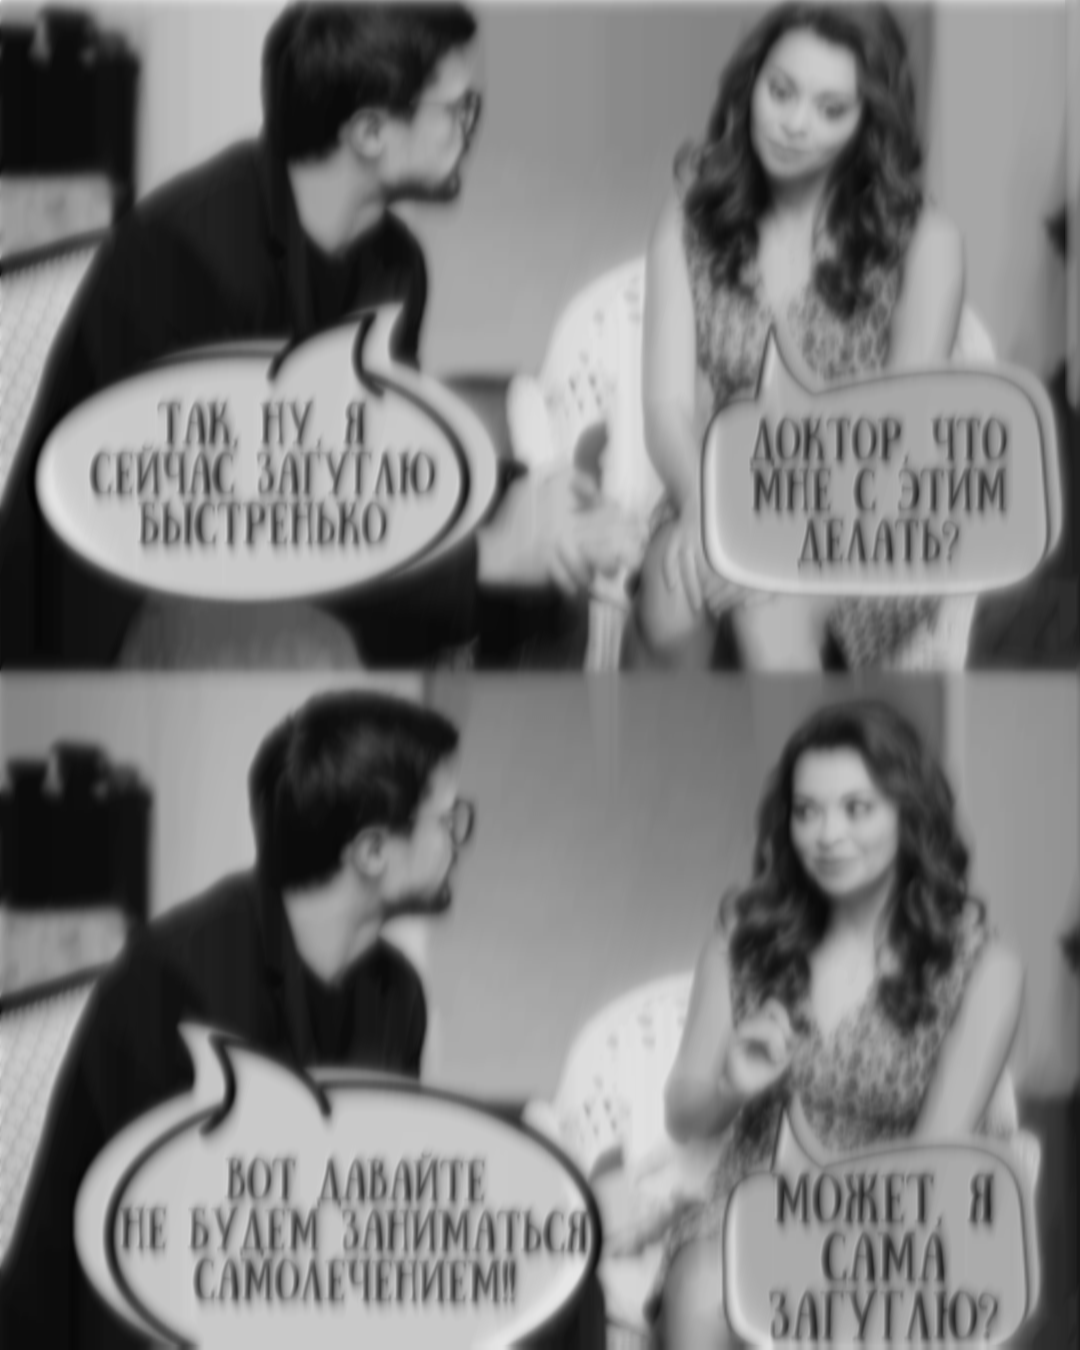 ТАК, НУ, Я
СЕЙЧАС ЗАГУГЛЮ
БЫСТРЕНЬКО
ДОКТОР, ЧТО
МНЕ С ЭТИМ
ДЕЛАТЬ?
ВОТ ДАВАЙТЕ
НЕ БУДЕМ ЗАНИМАТЬСЯ
САМОЛЕЧЕНИЕМ!!
МОЖЕТ, Я
САМА
ЗАГУГЛЮ?